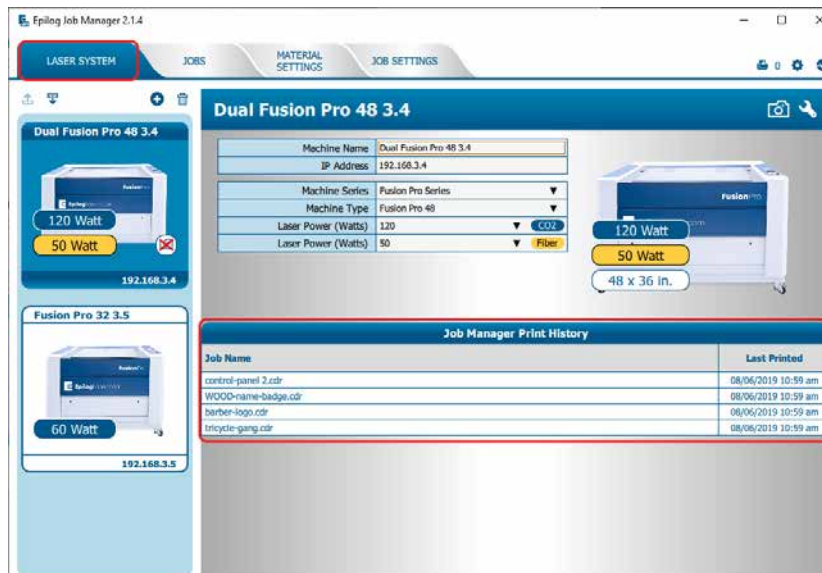 Epilog Job Manager 2.1.4
LASER SYSTEM
JOBS
MATERIAL
SETTINGS
JOB SETTINGS
0
Dual Fusion Pro 48 3.4
120 Watt
50 Watt
192.168.3.4
Fusion Pro 32 3.5
60 Watt
192.168.3.5
Dual Fusion Pro 48 3.4
Machine Name Dual Fusion Pro 48 3.4
IP Address 192.168.3.4
Machine Series Fusion Pro Series
Machine Type Fusion Pro 48
Laser Power (Watts) 120 CO2
Laser Power (Watts) 50 Fiber
FusionPRO
120 Watt
50 Watt
48 x 36 in.
Job Manager Print History
Job Name Last Printed
control-panel 2.cdr 08/06/2019 10:59 am
WOOD-name-badge.cdr 08/06/2019 10:59 am
barber-logo.cdr 08/06/2019 10:59 am
tricycle-gang.cdr 08/06/2019 10:59 am